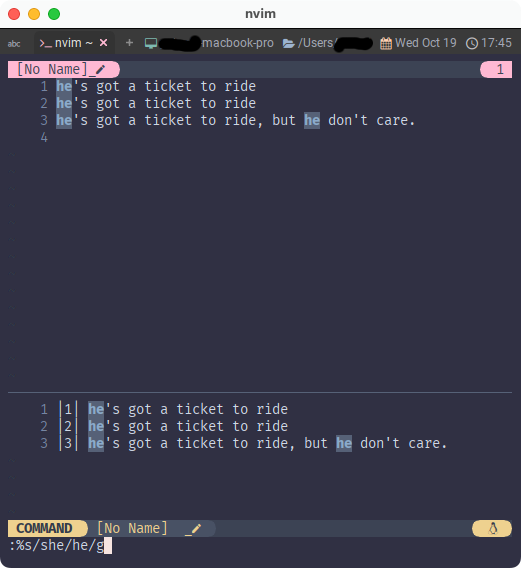 nvim
abc >_ nvim ~ × + macbook-pro /Users/ Wed Oct 19 17:45
[No Name] 1
1 he's got a ticket to ride
2 he's got a ticket to ride
3 he's got a ticket to ride, but he don't care.
4
1 |1| he's got a ticket to ride
2 |2| he's got a ticket to ride
3 |3| he's got a ticket to ride, but he don't care.
COMMAND [No Name]
:%s/she/he/g